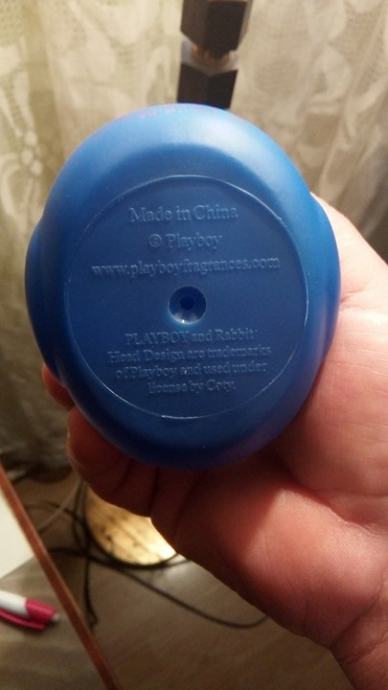 Made in China
© Playboy
www.playboyfragrances.com
PLAYBOY and Rabbit
Head Design are trademarks
of Playboy and used under
license by Coty.